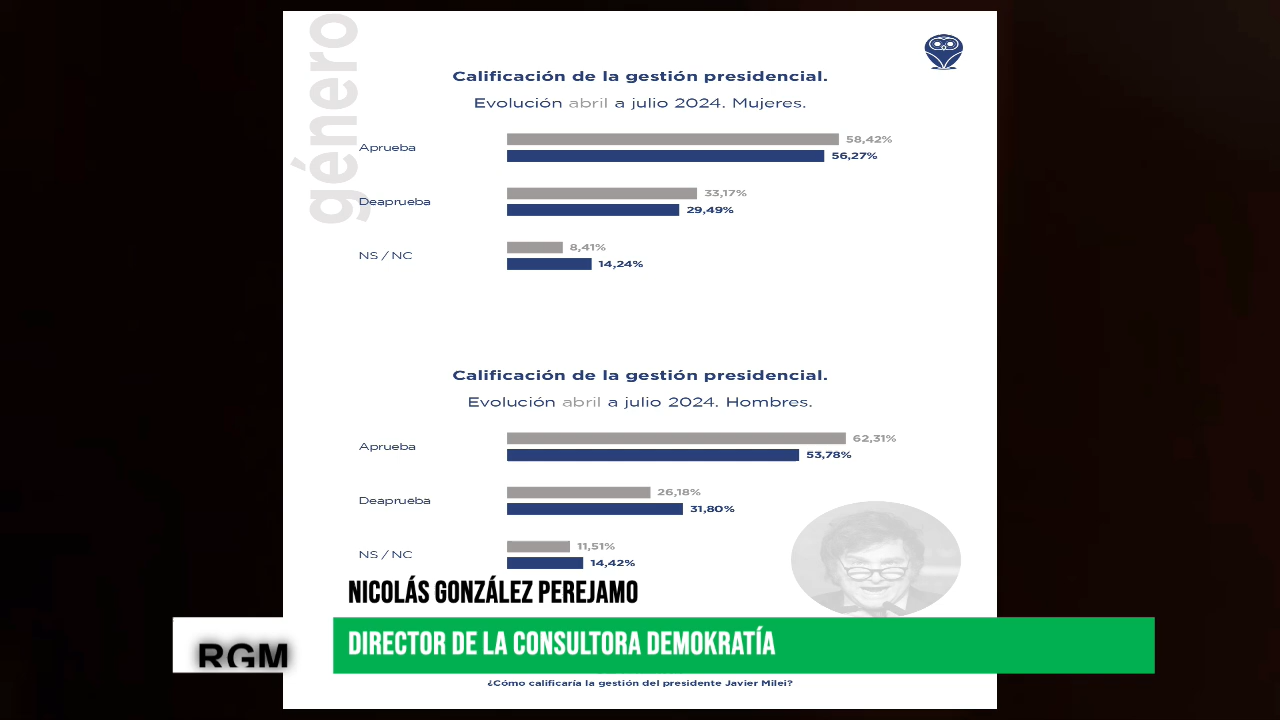 género
Calificación de la gestión presidencial.
Evolución abril a julio 2024. Mujeres.
Aprueba
58,42%
56,27%
Deaprueba
33,17%
29,49%
NS / NC
8,41%
14,24%
Calificación de la gestión presidencial.
Evolución abril a julio 2024. Hombres.
Aprueba
62,31%
53,78%
Deaprueba
26,18%
31,80%
NS / NC
11,51%
14,42%
NICOLÁS GONZÁLEZ PEREJAMO
RGM
DIRECTOR DE LA CONSULTORA DEMOKRATÍA
¿Cómo calificaría la gestión del presidente Javier Milei?